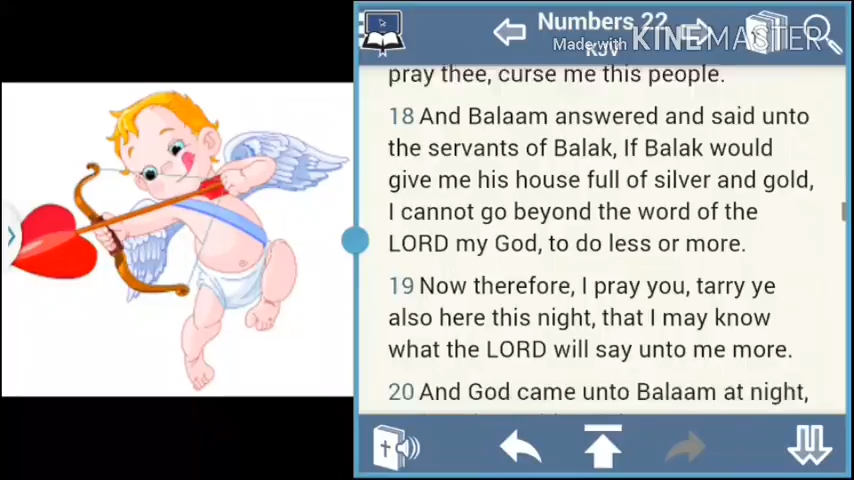 Numbers 22
KJV
Made with KINEMASTER
pray thee, curse me this people.
18 And Balaam answered and said unto
the servants of Balak, If Balak would
give me his house full of silver and gold,
I cannot go beyond the word of the
LORD my God, to do less or more.
19 Now therefore, I pray you, tarry ye
also here this night, that I may know
what the LORD will say unto me more.
20 And God came unto Balaam at night,